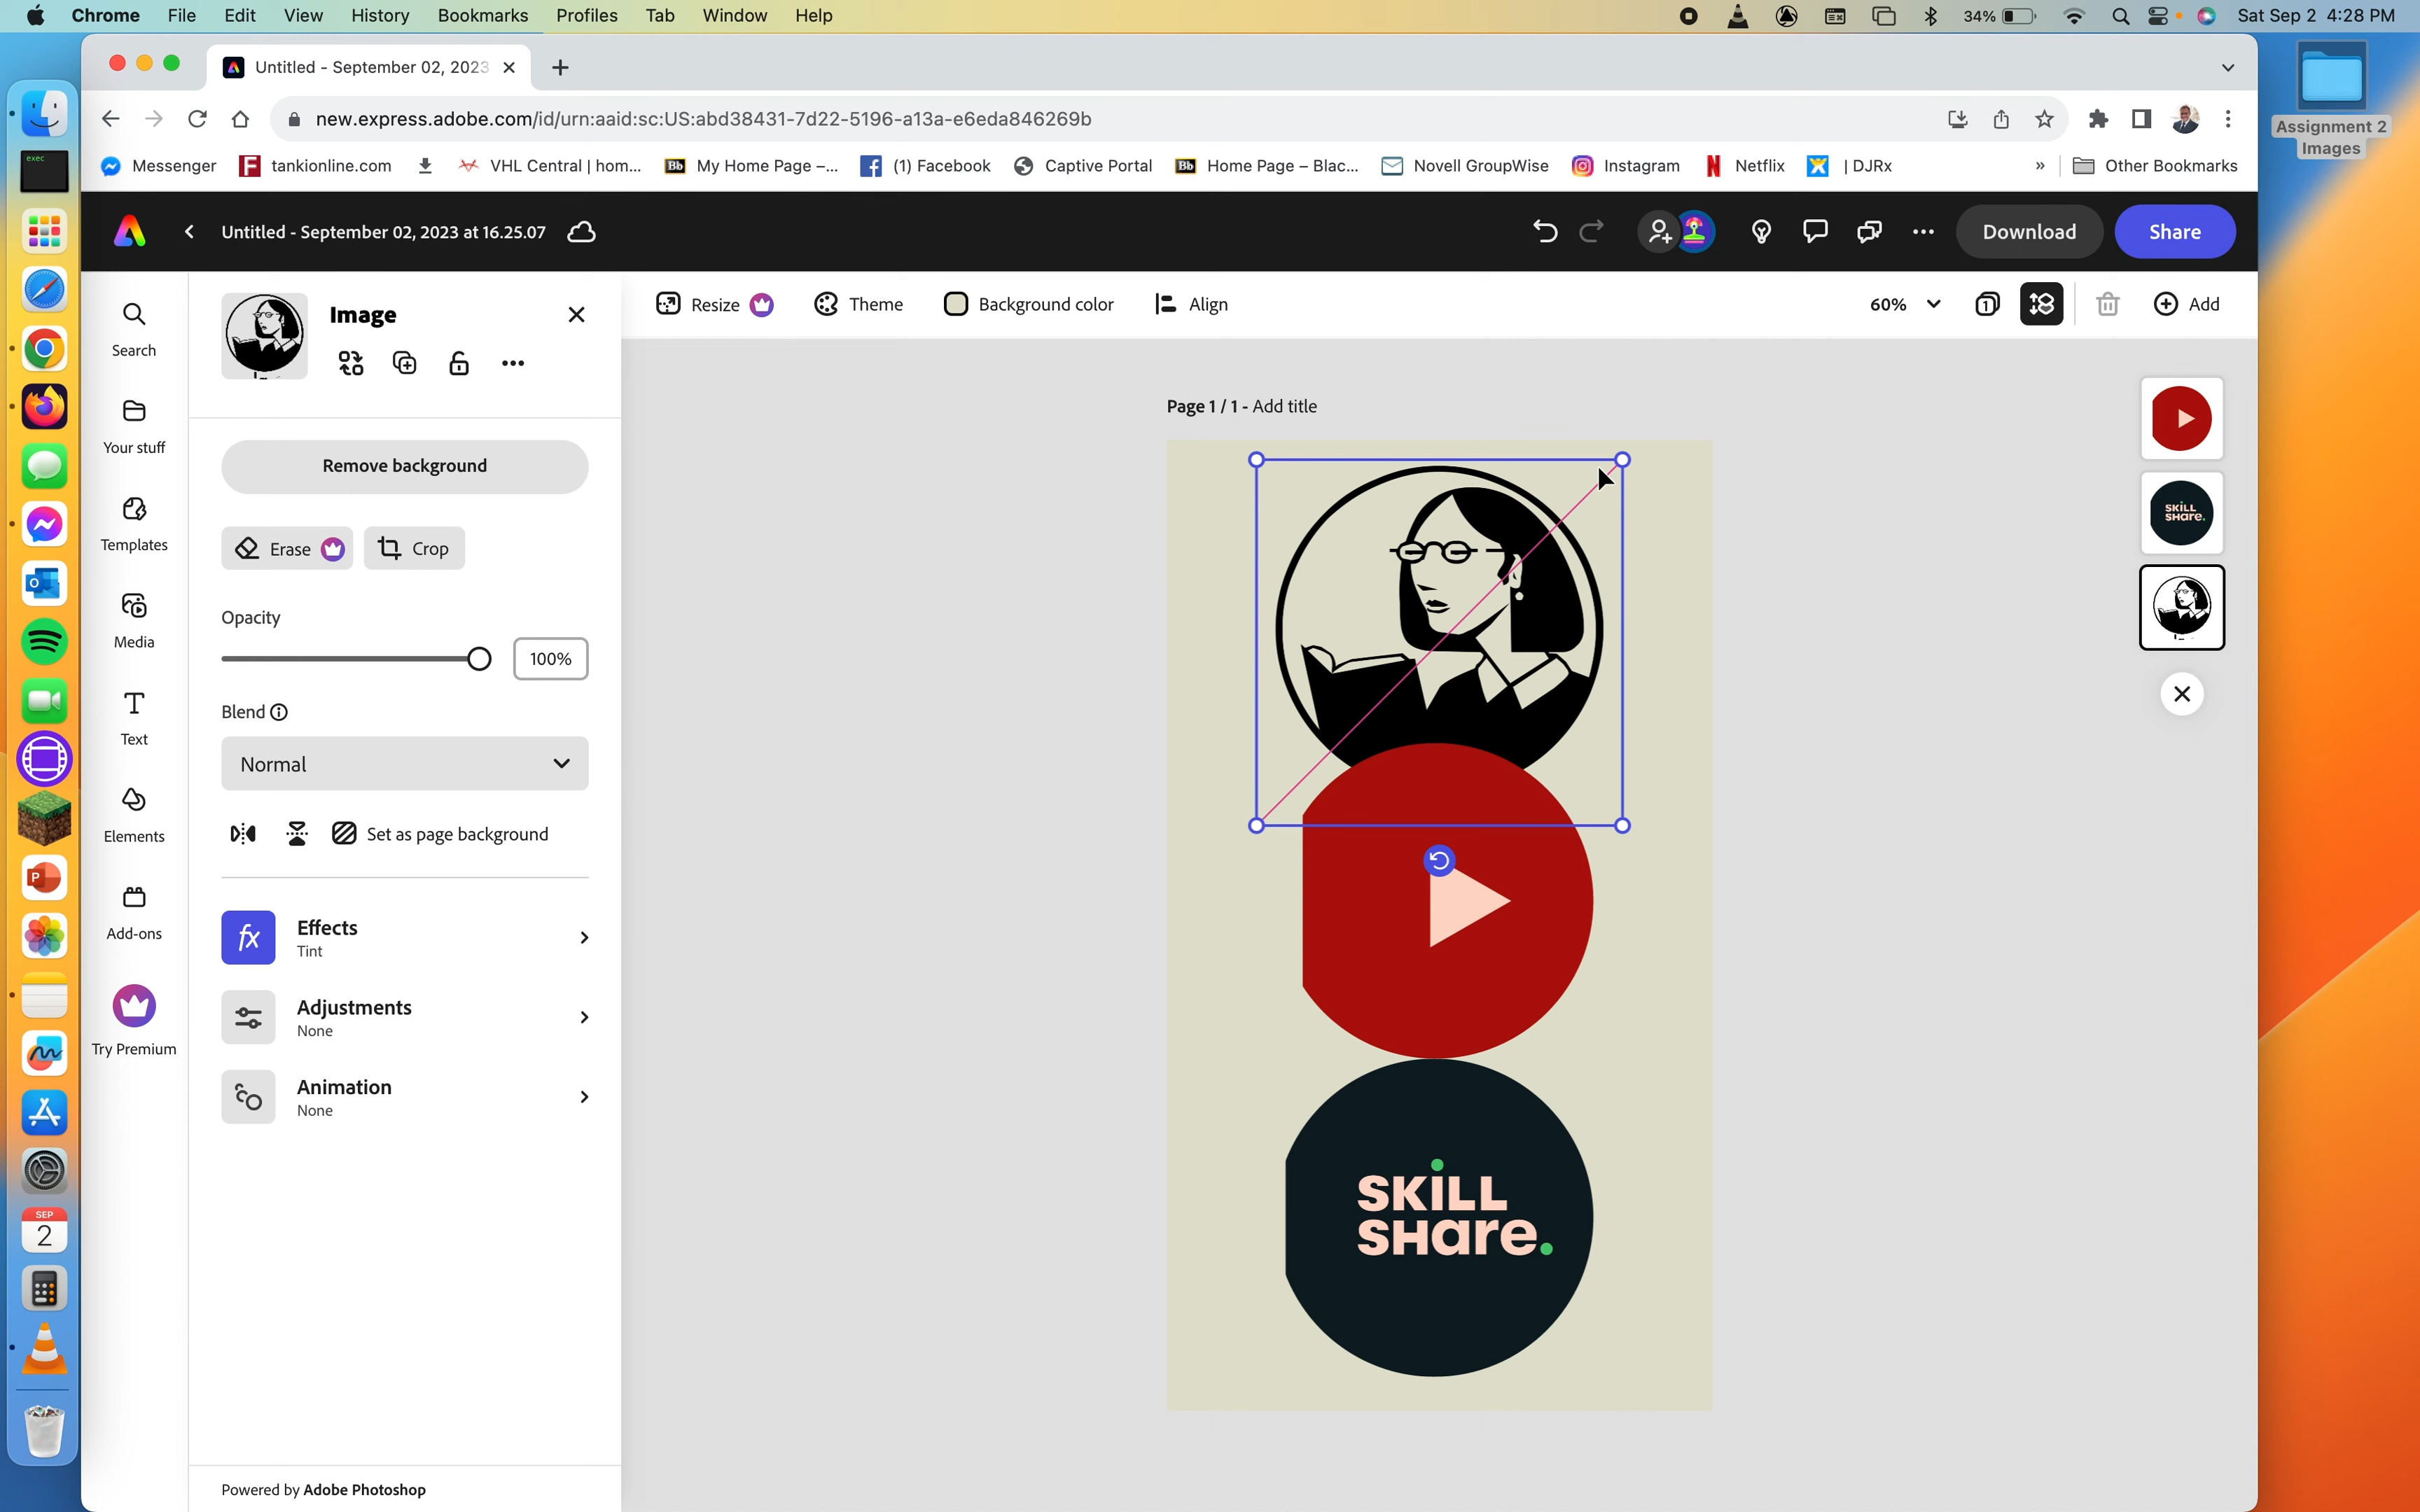 Chrome File Edit View History Bookmarks Profiles Tab Window Help 34% Sat Sep 2 4:28 PM
Untitled - September 02, 2023
new.express.adobe.com/id/urn:aaid:sc:US:abd38431-7d22-5196-a13a-e6eda846269b
Messenger tankionline.com VHL Central | hom... My Home Page –... (1) Facebook Captive Portal Home Page – Blac... Novell GroupWise Instagram Netflix | DJRx » Other Bookmarks
Assignment 2
Images
Untitled - September 02, 2023 at 16.25.07 Download Share
Resize Theme Background color Align 60% 1 Add
Search
Your stuff
Templates
Media
Text
Elements
Add-ons
Try Premium
Image
Remove background
Erase Crop
Opacity
100%
Blend
Normal
Set as page background
fx
Effects
Tint
Adjustments
None
Animation
None
Powered by Adobe Photoshop
Page 1 / 1 - Add title
SKiLL
SHare.
SKiLL
SHare.
exec
SEP
2